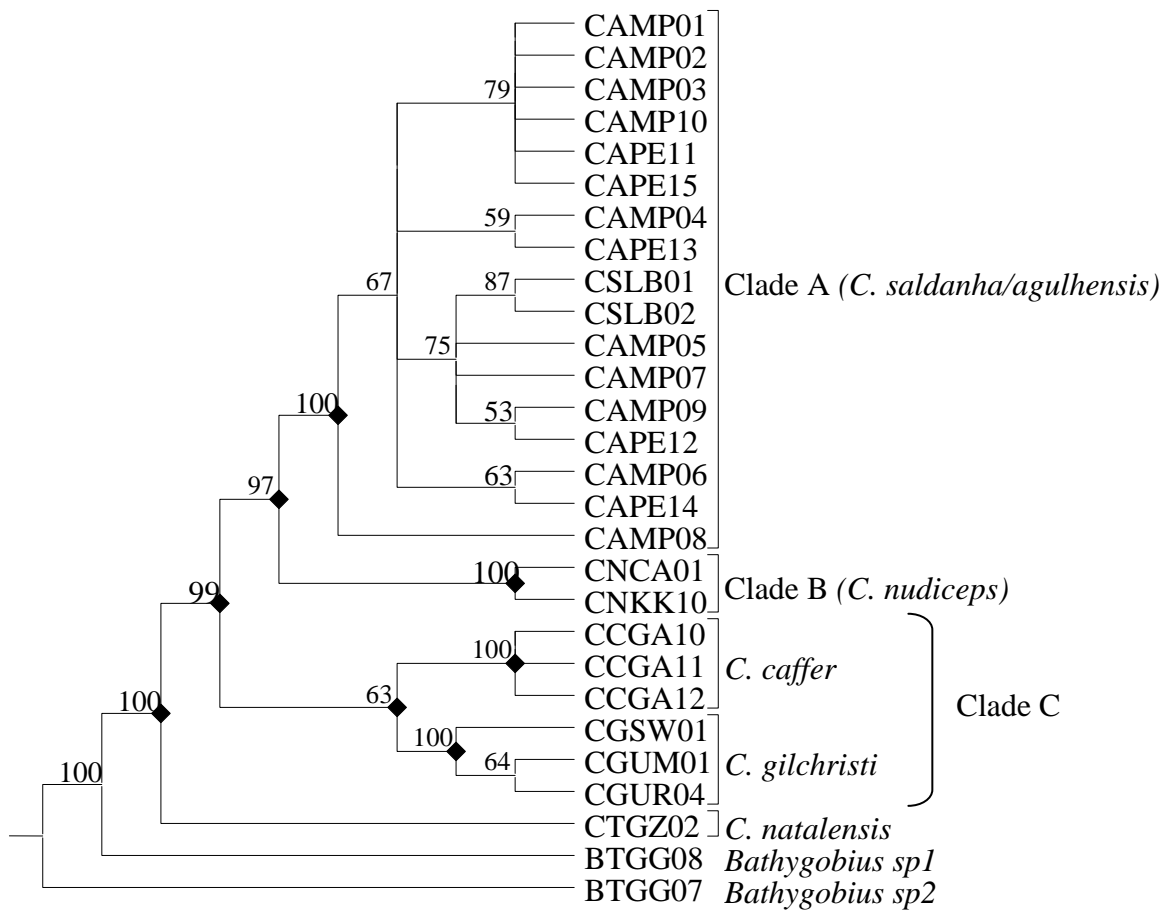 CAMP01
CAMP02
79 CAMP03
CAMP10
CAPE11
CAPE15
59 CAMP04
CAPE13
67 87 CSLB01 Clade A (C. saldanha/agulhensis)
CSLB02
75 CAMP05
CAMP07
100 53 CAMP09
CAPE12
97 63 CAMP06
CAPE14
CAMP08
99 100 CNCA01 Clade B (C. nudiceps)
CNKK10
CCGA10
100 CCGA11 C. caffer
63 CCGA12
100 100 CGSW01 Clade C
64 CGUM01 C. gilchristi
100 CGUR04
CTGZ02 C. natalensis
BTGG08 Bathygobius sp1
BTGG07 Bathygobius sp2